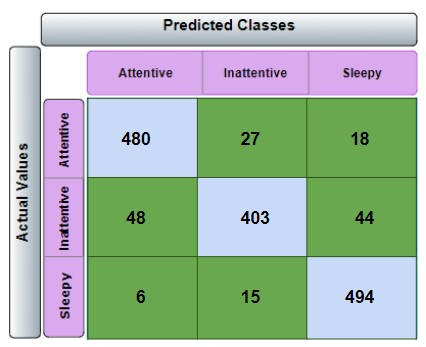 Predicted Classes
Attentive Inattentive Sleepy
Actual Values
Attentive 480 27 18
Inattentive 48 403 44
Sleepy 6 15 494